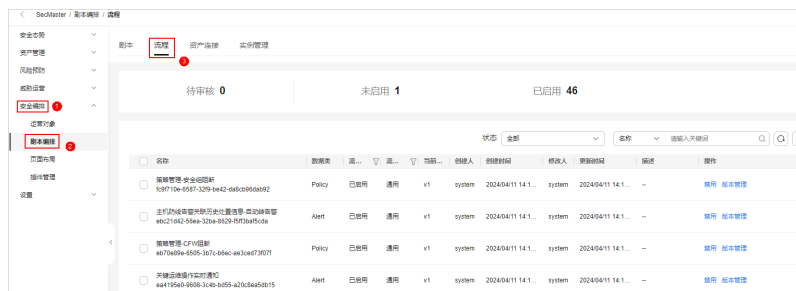 < | SecMaster / 剧本编排 / 流程
安全态势
资产管理
风险预防
威胁运营
安全编排 1
运营对象
剧本编排 2
页面布局
插件管理
设置
剧本 流程 资产连接 实例管理
3
待审核 0 未启用 1 已启用 46
状态 全部 名称 请输入关键词
名称 数据类 流... 流... 当前... 创建人 创建时间 修改人 更新时间 描述 操作
策略管理-安全组阻断 Policy 已启用 通用 v1 system 2024/04/11 14:1... system 2024/04/11 14:1... -- 禁用 版本管理
fc9f710e-6587-32f9-be42-da8cb96dab92
主机防线告警关联历史处置信息-自动转告警 Alert 已启用 通用 v1 system 2024/04/11 14:1... system 2024/04/11 14:1... -- 禁用 版本管理
ebc21d42-56ea-32ba-8629-f5ff3baf5cda
策略管理-CFW阻断 Policy 已启用 通用 v1 system 2024/04/11 14:1... system 2024/04/11 14:1... -- 禁用 版本管理
eb70e89e-6505-3b7c-b6ec-ae3ced73f07f
关键运维操作实时通知 Alert 已启用 通用 v1 system 2024/04/11 14:1... system 2024/04/11 14:1... -- 禁用 版本管理
ea4195e0-9608-3c4b-bd55-a20c8ea5db15